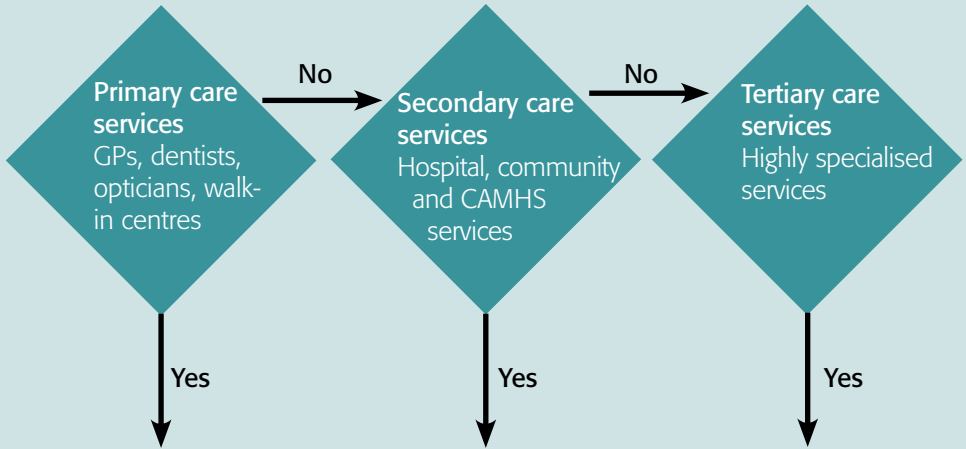 Primary care
services
GPs, dentists,
opticians, walk-
in centres
No
Secondary care
services
Hospital, community
and CAMHS
services
No
Tertiary care
services
Highly specialised
services
Yes
Yes
Yes